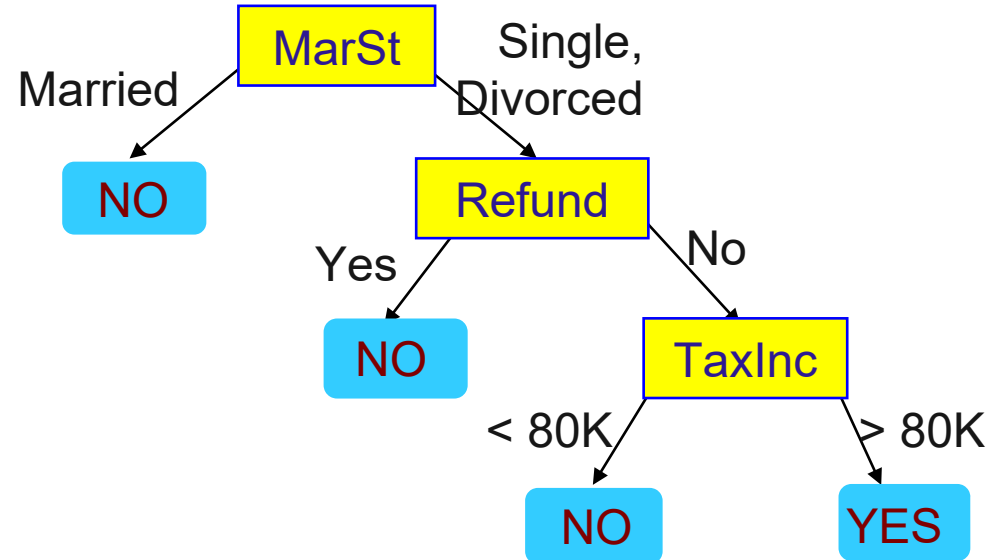 MarSt
Single,
Divorced
Married
NO
Refund
Yes
No
NO
TaxInc
< 80K
> 80K
NO
YES